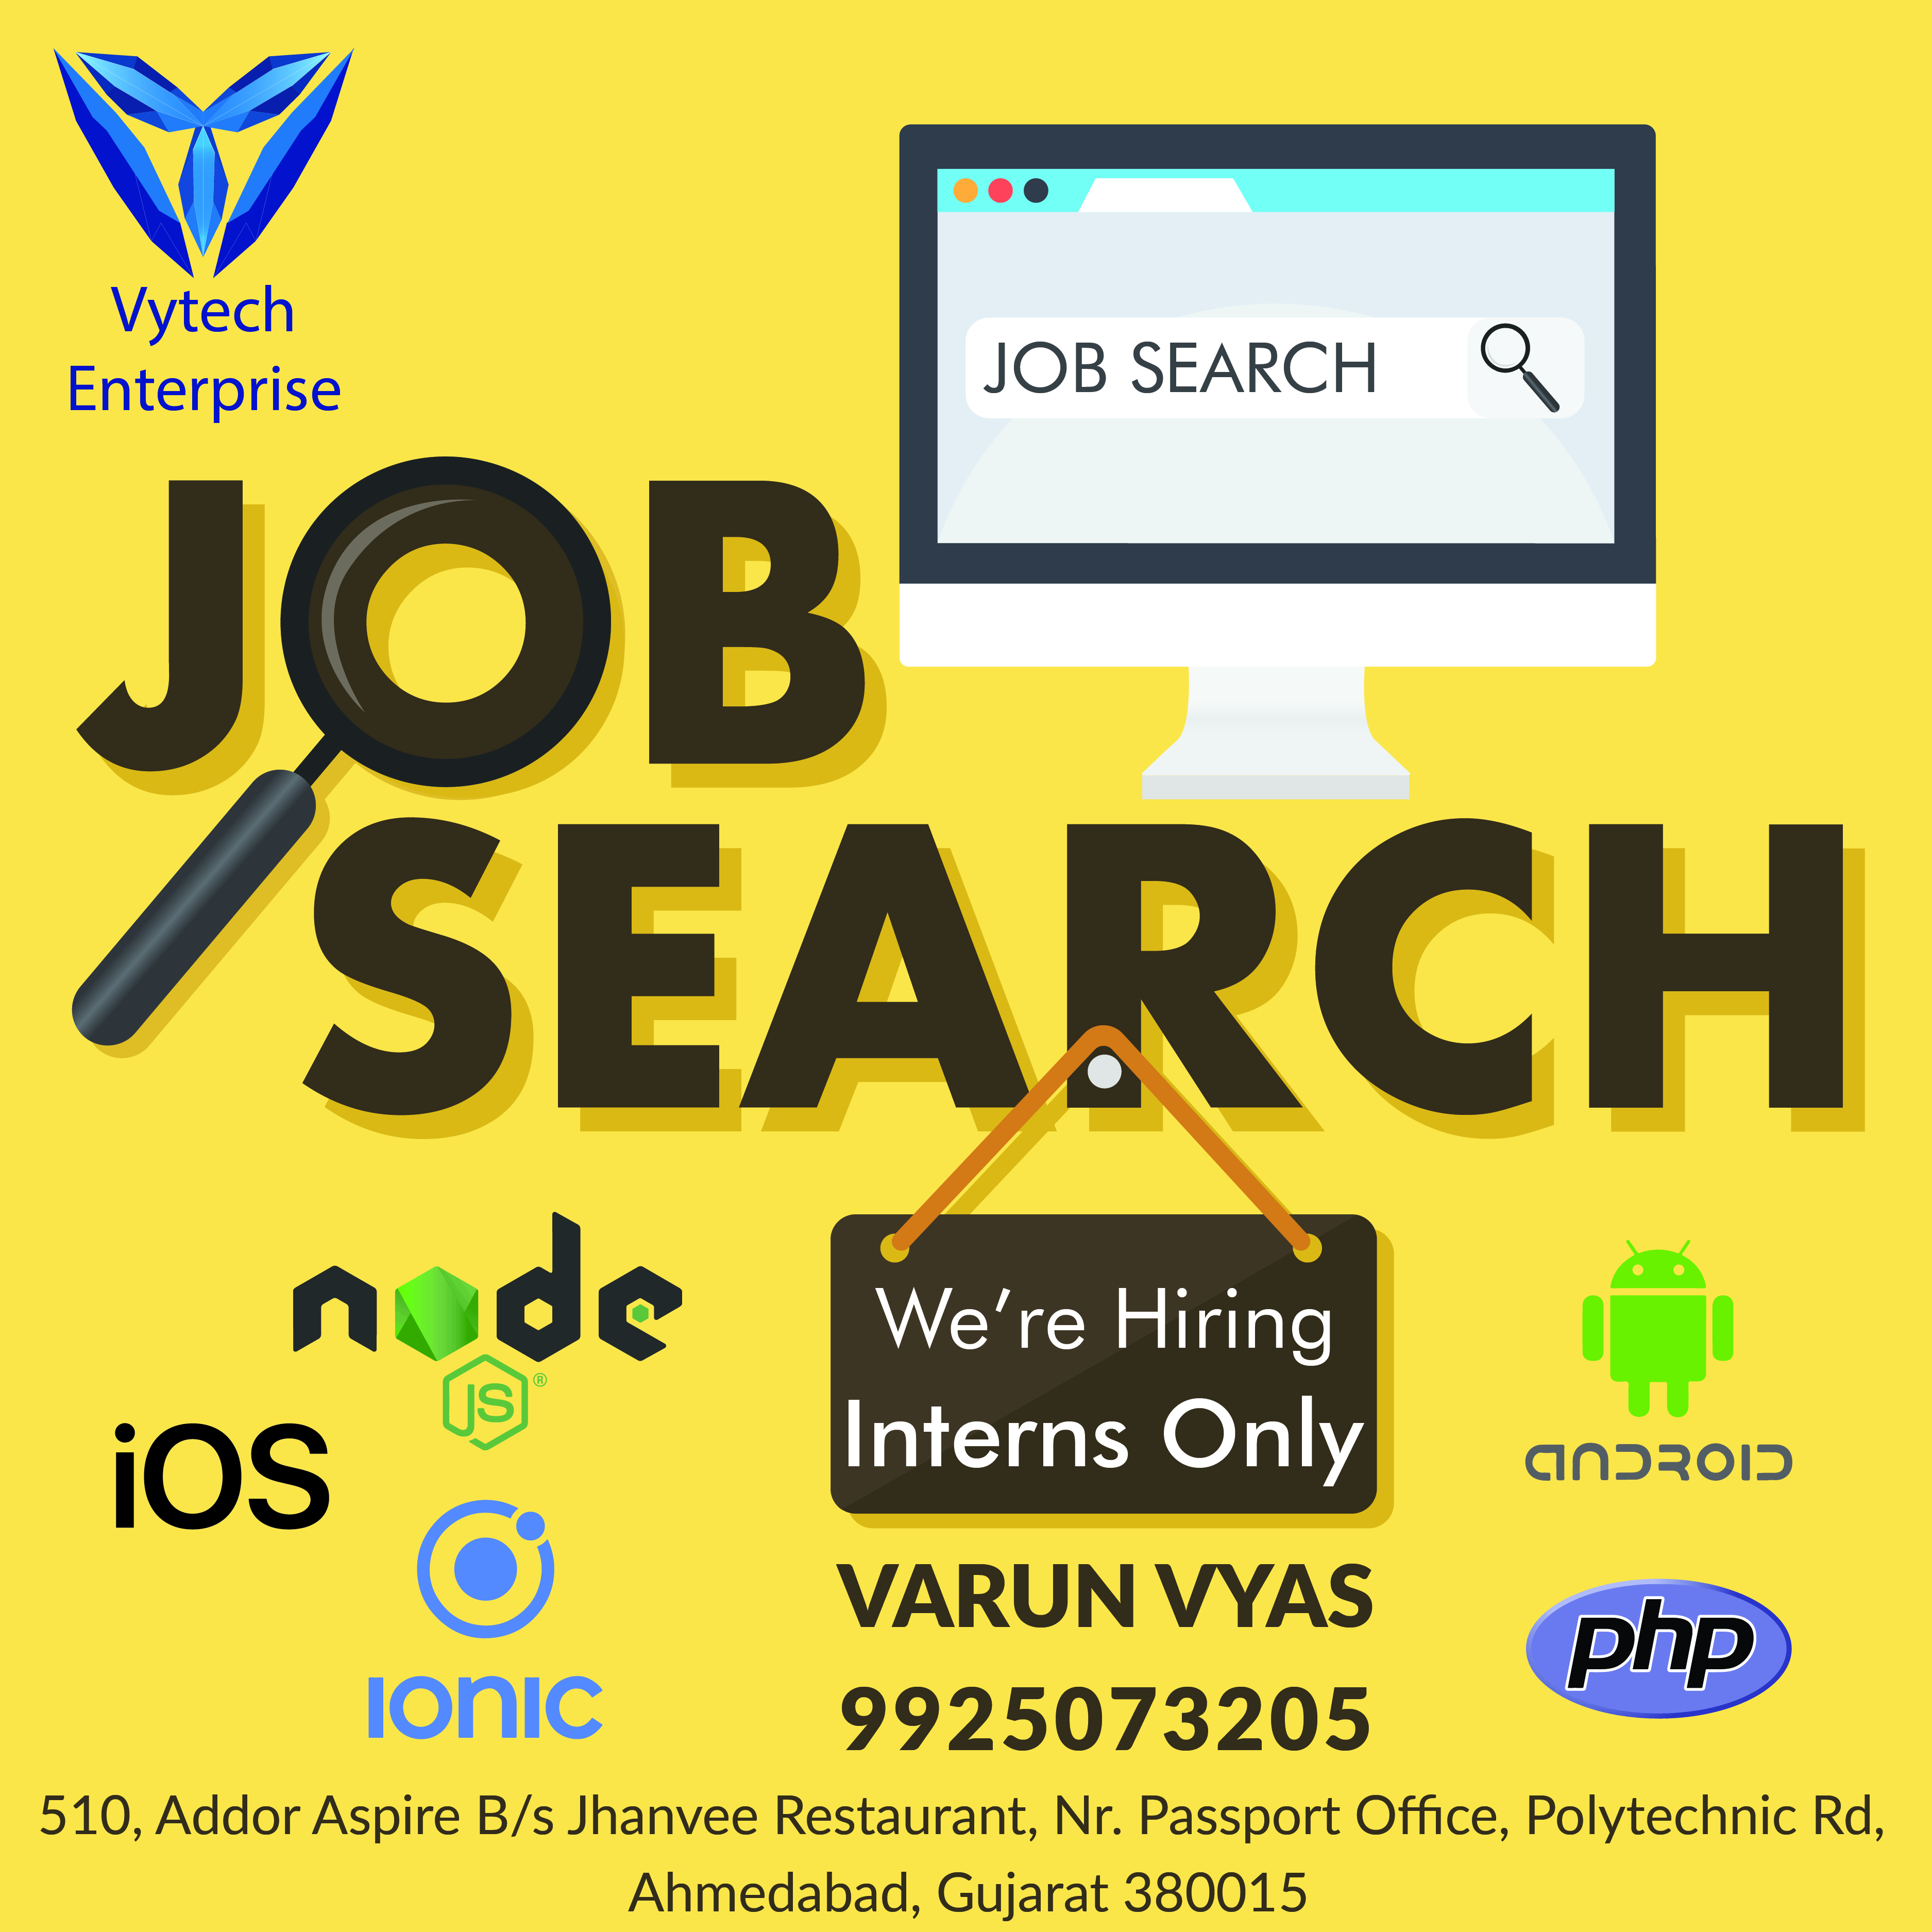 Vytech
Enterprise
JOB SEARCH
JOB
SEARCH
node
JS®
iOS
IONIC
We're Hiring
Interns Only
ANDROID
VARUN VYAS
9925073205
php
510, Addor Aspire B/s Jhanvee Restaurant, Nr. Passport Office, Polytechnic Rd,
Ahmedabad, Gujarat 380015